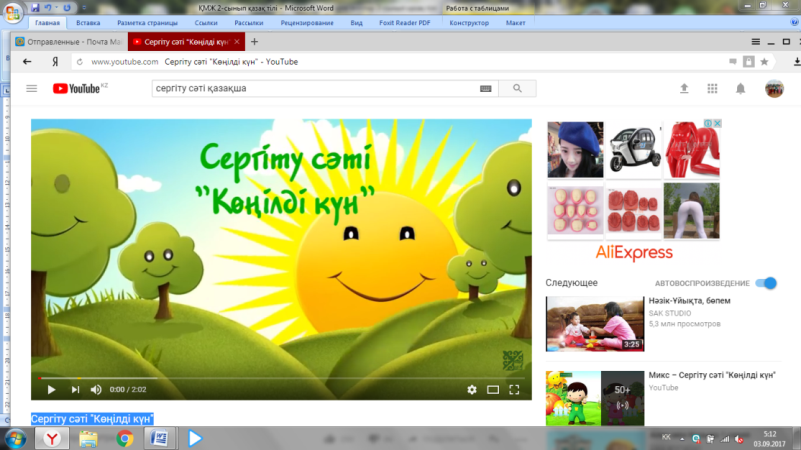 ҚМЖ 2-сынып қазақ тілі - Microsoft Word
Работа с таблицами
Главная Вставка Разметка страницы Ссылки Рассылки Рецензирование Вид Foxit Reader PDF Конструктор Макет
Отправленные - Почта Ма
Сергіту сәті "Көңілді күн
Я www.youtube.com Сергіту сәті "Көңілді күн" - YouTube
YouTube KZ
сергіту сәті қазақша
Сергіту сәті
"Көңілді күн"
0:00 / 2:02
AliExpress
Следующее
АВТОВОСПРОИЗВЕДЕНИЕ
3:25
Нәзік-Ұйықта, бөпем
SAK STUDIO
5,3 млн просмотров
50+
Микс – Сергіту сәті "Көңілді күн"
YouTube
Сергіту сәті "Көңілді күн"
KK
5:12
03.09.2017